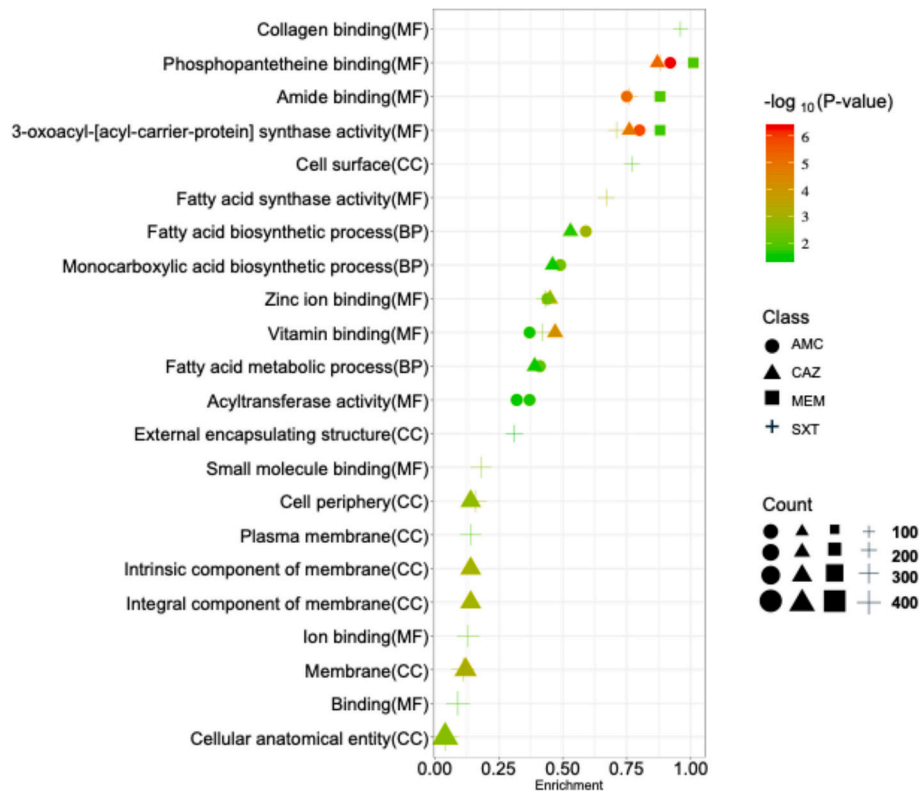 Collagen binding(MF)
Phosphopantetheine binding(MF)
Amide binding(MF)
3-oxoacyl-[acyl-carrier-protein] synthase activity(MF)
Cell surface(CC)
Fatty acid synthase activity(MF)
Fatty acid biosynthetic process(BP)
Monocarboxylic acid biosynthetic process(BP)
Zinc ion binding(MF)
Vitamin binding(MF)
Fatty acid metabolic process(BP)
Acyltransferase activity(MF)
External encapsulating structure(CC)
Small molecule binding(MF)
Cell periphery(CC)
Plasma membrane(CC)
Intrinsic component of membrane(CC)
Integral component of membrane(CC)
Ion binding(MF)
Membrane(CC)
Binding(MF)
Cellular anatomical entity(CC)
0.00 0.25 0.50 0.75 1.00
Enrichment
-log 10 (P-value)
6
5
4
3
2
Class
AMC
CAZ
MEM
SXT
Count
100
200
300
400